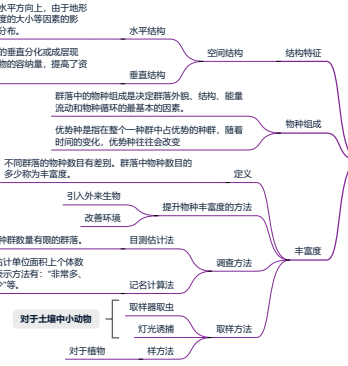 水平方向上，由于地形
度的大小等因素的影
分布。
水平结构
的垂直分化或成层现
物的容纳量，提高了资
垂直结构
空间结构
结构特征
群落中的物种组成是决定群落外貌、结构、能量
流动和物种循环的最基本的因素。
优势种是指在整个一种群中占优势的种群，随着
时间的变化，优势种往往会改变
物种组成
不同群落的物种数目有差别。群落中物种数目的
多少称为丰富度。
定义
引入外来生物
改善环境
提升物种丰富度的方法
种群数量有限的群落。
目测估计法
估计单位面积上个体数
表示方法有：“非常多、
少”等。
记名计算法
调查方法
丰富度
对于土壤中小动物
取样器取虫
灯光诱捕
取样方法
对于植物
样方法